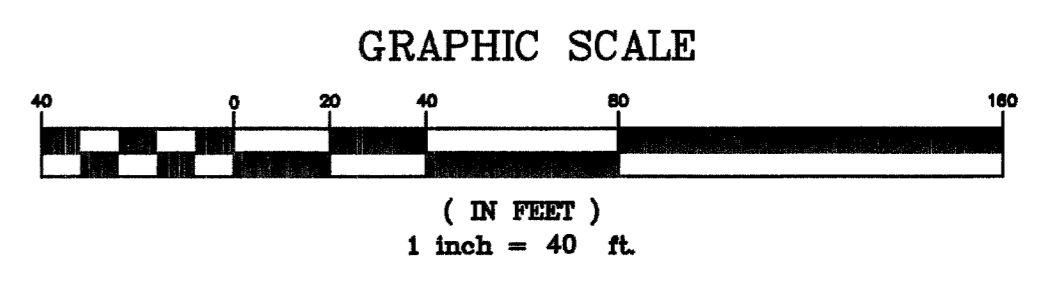 GRAPHIC SCALE
40 0 20 40 80 160
( IN FEET )
1 inch = 40 ft.